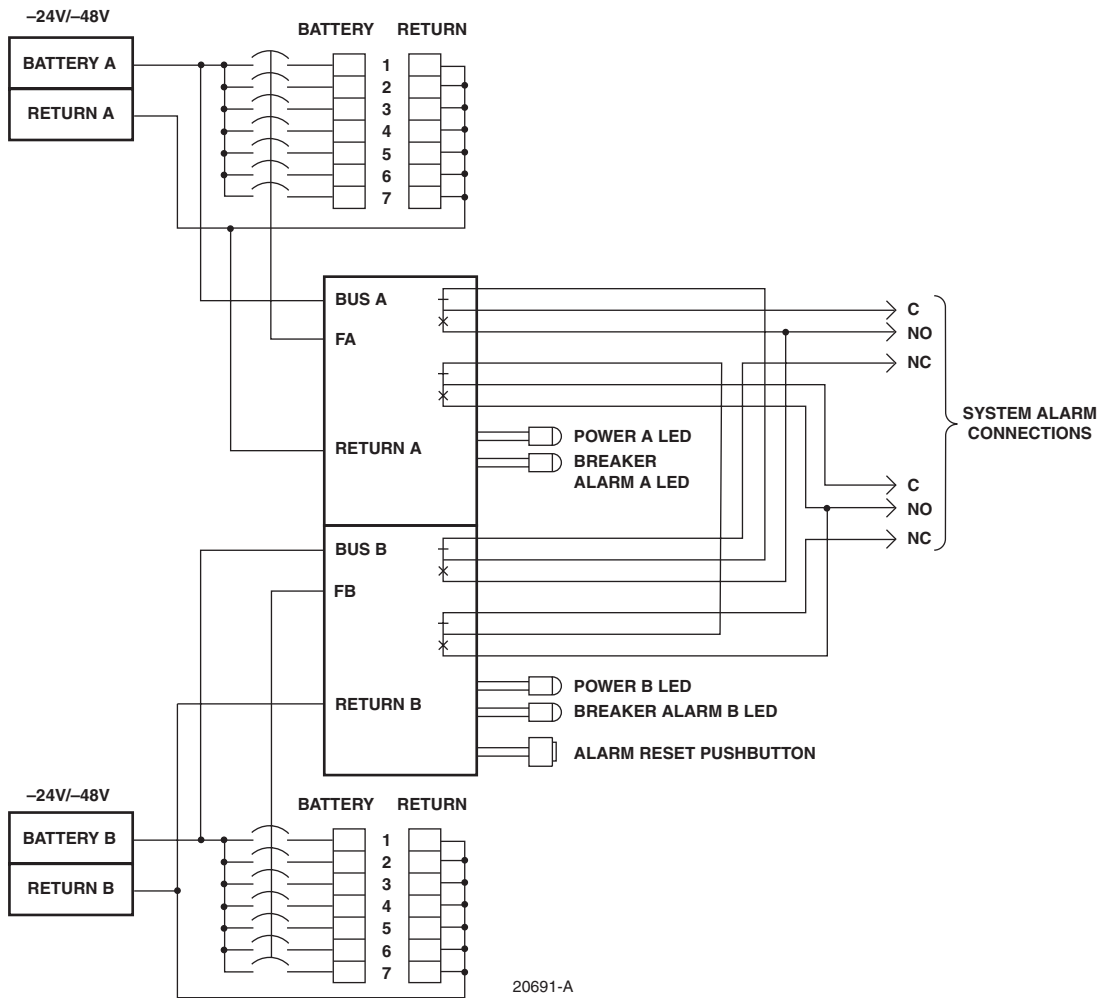 –24V/–48V
BATTERY A
RETURN A
BATTERY RETURN
1
2
3
4
5
6
7
BUS A
FA
RETURN A
POWER A LED
BREAKER
ALARM A LED
C
NO
NC
C
NO
NC
SYSTEM ALARM
CONNECTIONS
BUS B
FB
RETURN B
POWER B LED
BREAKER ALARM B LED
ALARM RESET PUSHBUTTON
–24V/–48V
BATTERY B
RETURN B
BATTERY RETURN
1
2
3
4
5
6
7
20691-A